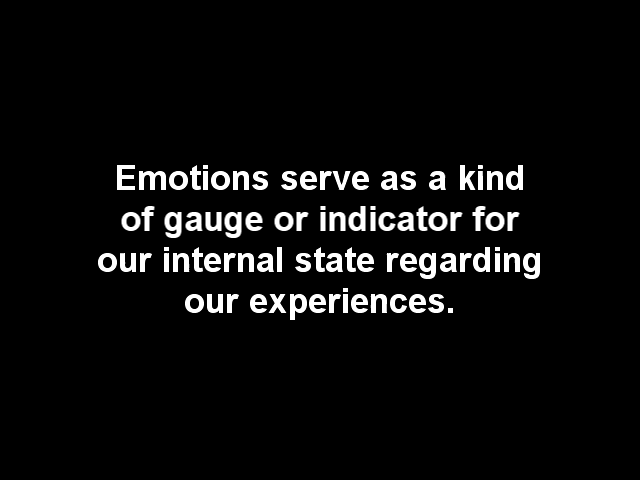 Emotions serve as a kind
of gauge or indicator for
our internal state regarding
our experiences.